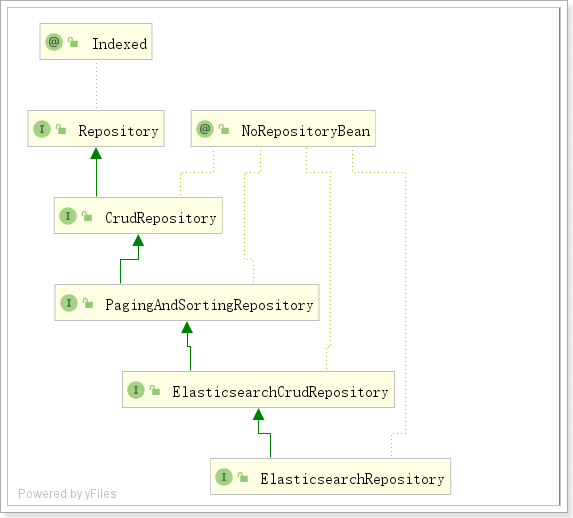 @ Indexed
I Repository
@ NoRepositoryBean
I CrudRepository
I PagingAndSortingRepository
I ElasticsearchCrudRepository
I ElasticsearchRepository
Powered by yFiles